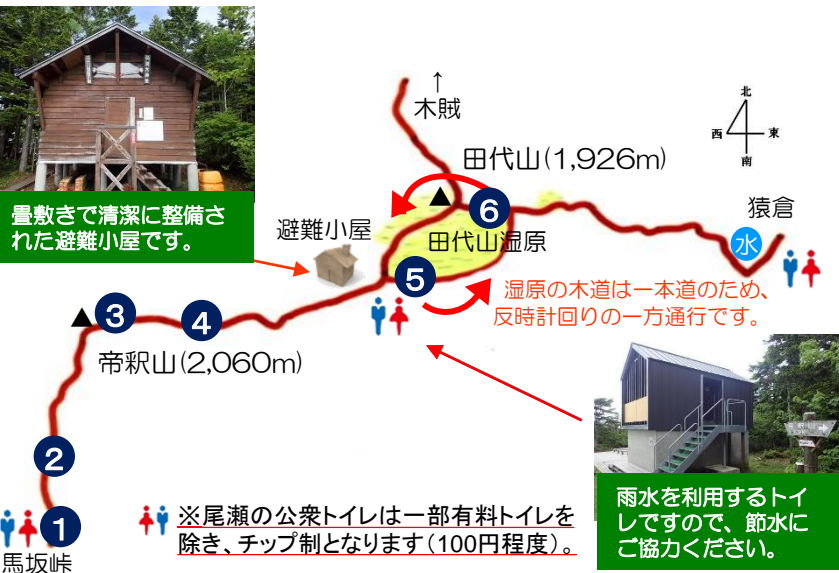 ↑
木賊
北
西 東
南
田代山(1,926m)
猿倉
水
6
畳敷きで清潔に整備さ
れた避難小屋です。
避難小屋
田代山湿原
5
湿原の木道は一本道のため、
反時計回りの一方通行です。
3
4
帝釈山(2,060m)
2
1
馬坂峠
※尾瀬の公衆トイレは一部有料トイレを
除き、チップ制となります(100円程度)。
雨水を利用するトイ
レですので、節水に
ご協力ください。